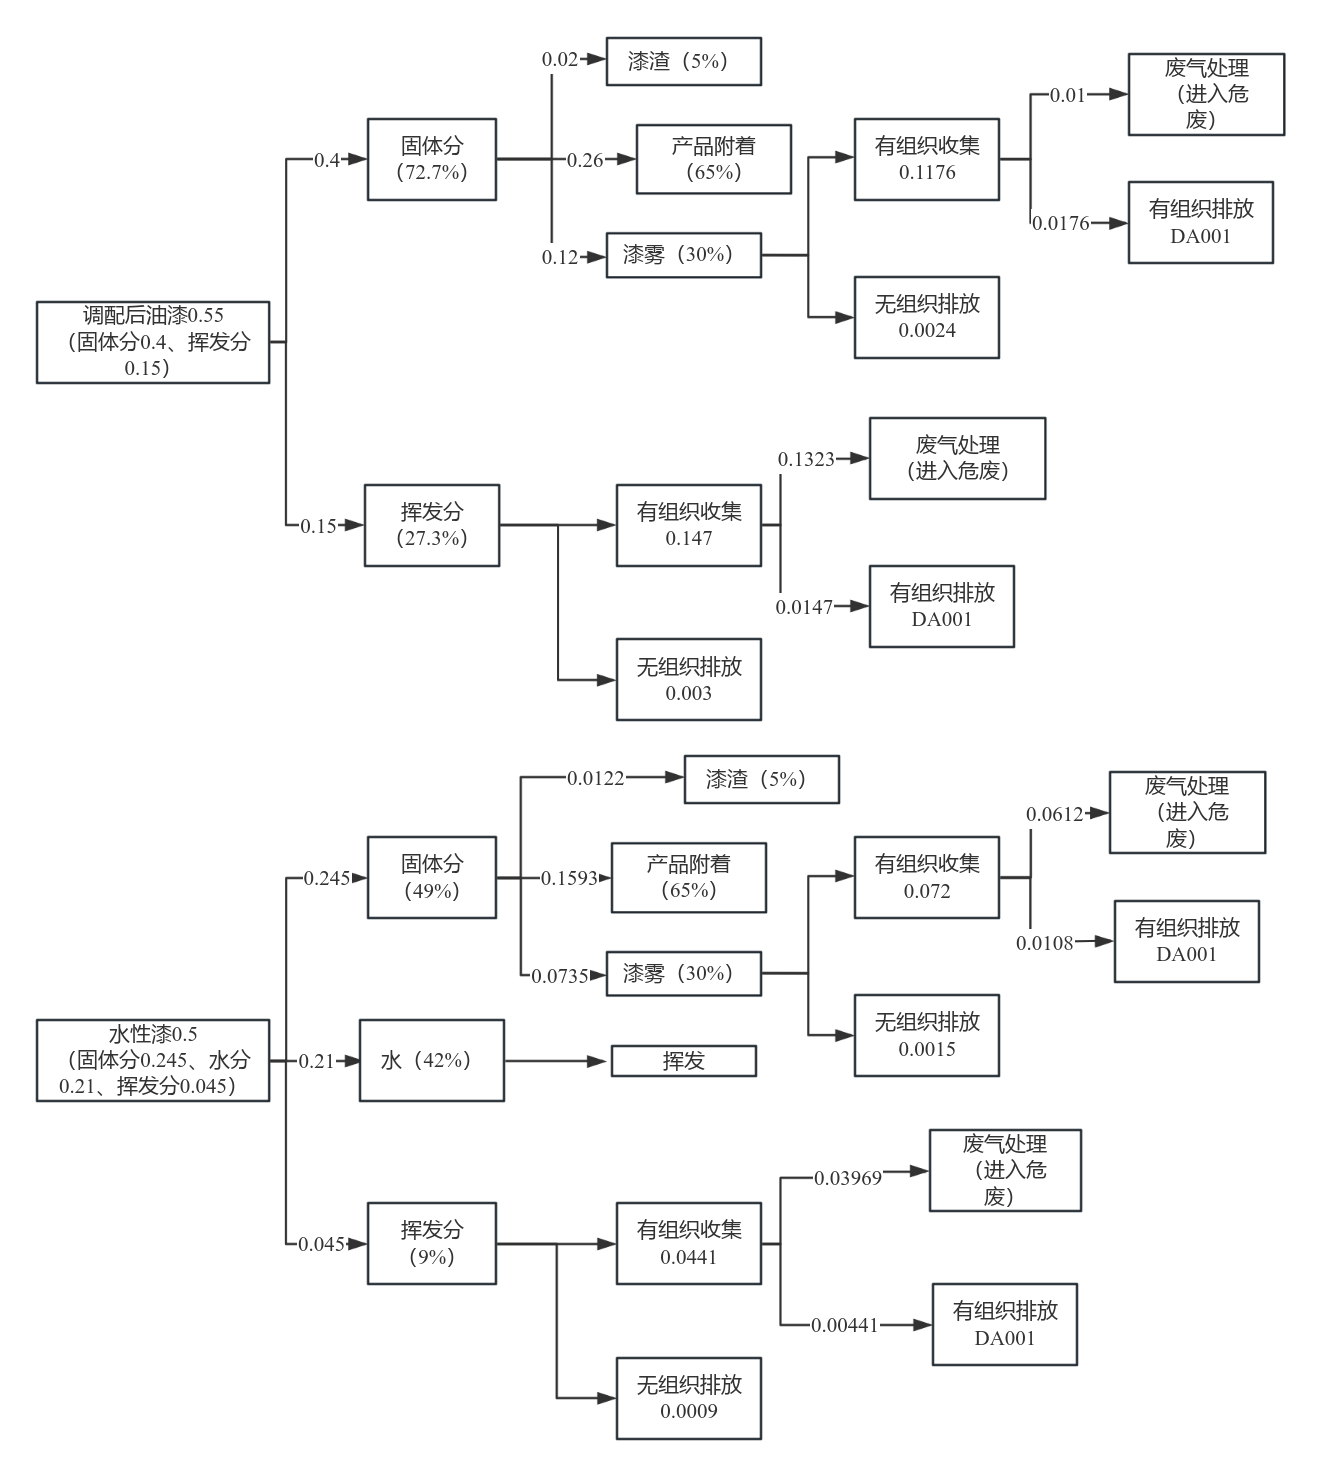 0.02
漆渣（5%）
废气处理
（进入危
废）
0.01
0.4
固体分
（72.7%）
0.26
产品附着
（65%）
有组织收集
0.1176
0.0176
有组织排放
DA001
0.12
漆雾（30%）
无组织排放
0.0024
调配后油漆0.55
（固体分0.4、挥发分
0.15）
0.15
挥发分
（27.3%）
有组织收集
0.147
0.1323
废气处理
（进入危废）
0.0147
有组织排放
DA001
无组织排放
0.003
0.0122
漆渣（5%）
0.0612
废气处理
（进入危
废）
0.245
固体分
（49%）
0.1593
产品附着
（65%）
有组织收集
0.072
0.0108
有组织排放
DA001
0.0735
漆雾（30%）
无组织排放
0.0015
水性漆0.5
（固体分0.245、水分
0.21、挥发分0.045）
0.21
水（42%）
挥发
0.045
挥发分
（9%）
有组织收集
0.0441
0.03969
废气处理
（进入危
废）
0.00441
有组织排放
DA001
无组织排放
0.0009